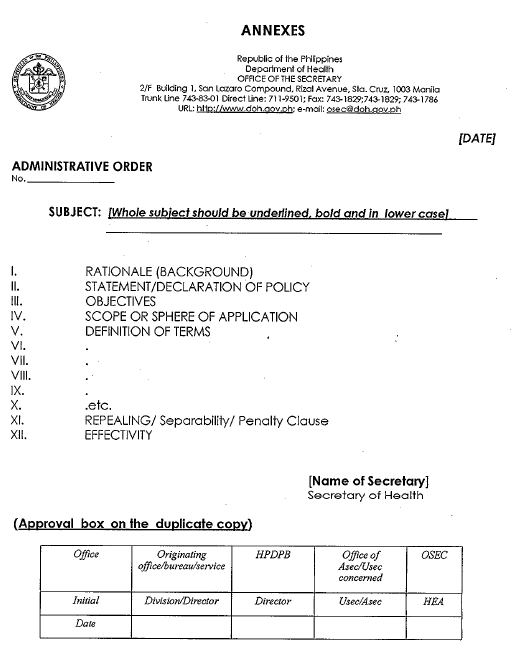 ANNEXES
Republic of the Philippines
Department of Health
OFFICE OF THE SECRETARY
2/F Building 1, San Lazaro Compound, Rizal Avenue, Sta. Cruz, 1003 Manila
Trunk Line 743-83-01 Direct Line: 711-9501; Fax: 743-1829;743-1829; 743-1786
URL: http://www.doh.gov.ph; e-mail: osec@doh.gov.ph
[DATE]
ADMINISTRATIVE ORDER
No.
SUBJECT: [Whole subject should be underlined, bold and in lower case]
I. RATIONALE (BACKGROUND)
II. STATEMENT/DECLARATION OF POLICY
III. OBJECTIVES
IV. SCOPE OR SPHERE OF APPLICATION
V. DEFINITION OF TERMS
VI. .
VII. .
VIII. .
IX. .
X. .etc.
XI. REPEALING/ Separability/ Penalty Clause
XII. EFFECTIVITY
[Name of Secretary]
Secretary of Health
(Approval box on the duplicate copy)
Office Originating office/bureau/service HPDPB Office of Asec/Usec concerned OSEC
Initial Division/Director Director Usec/Asec HEA
Date